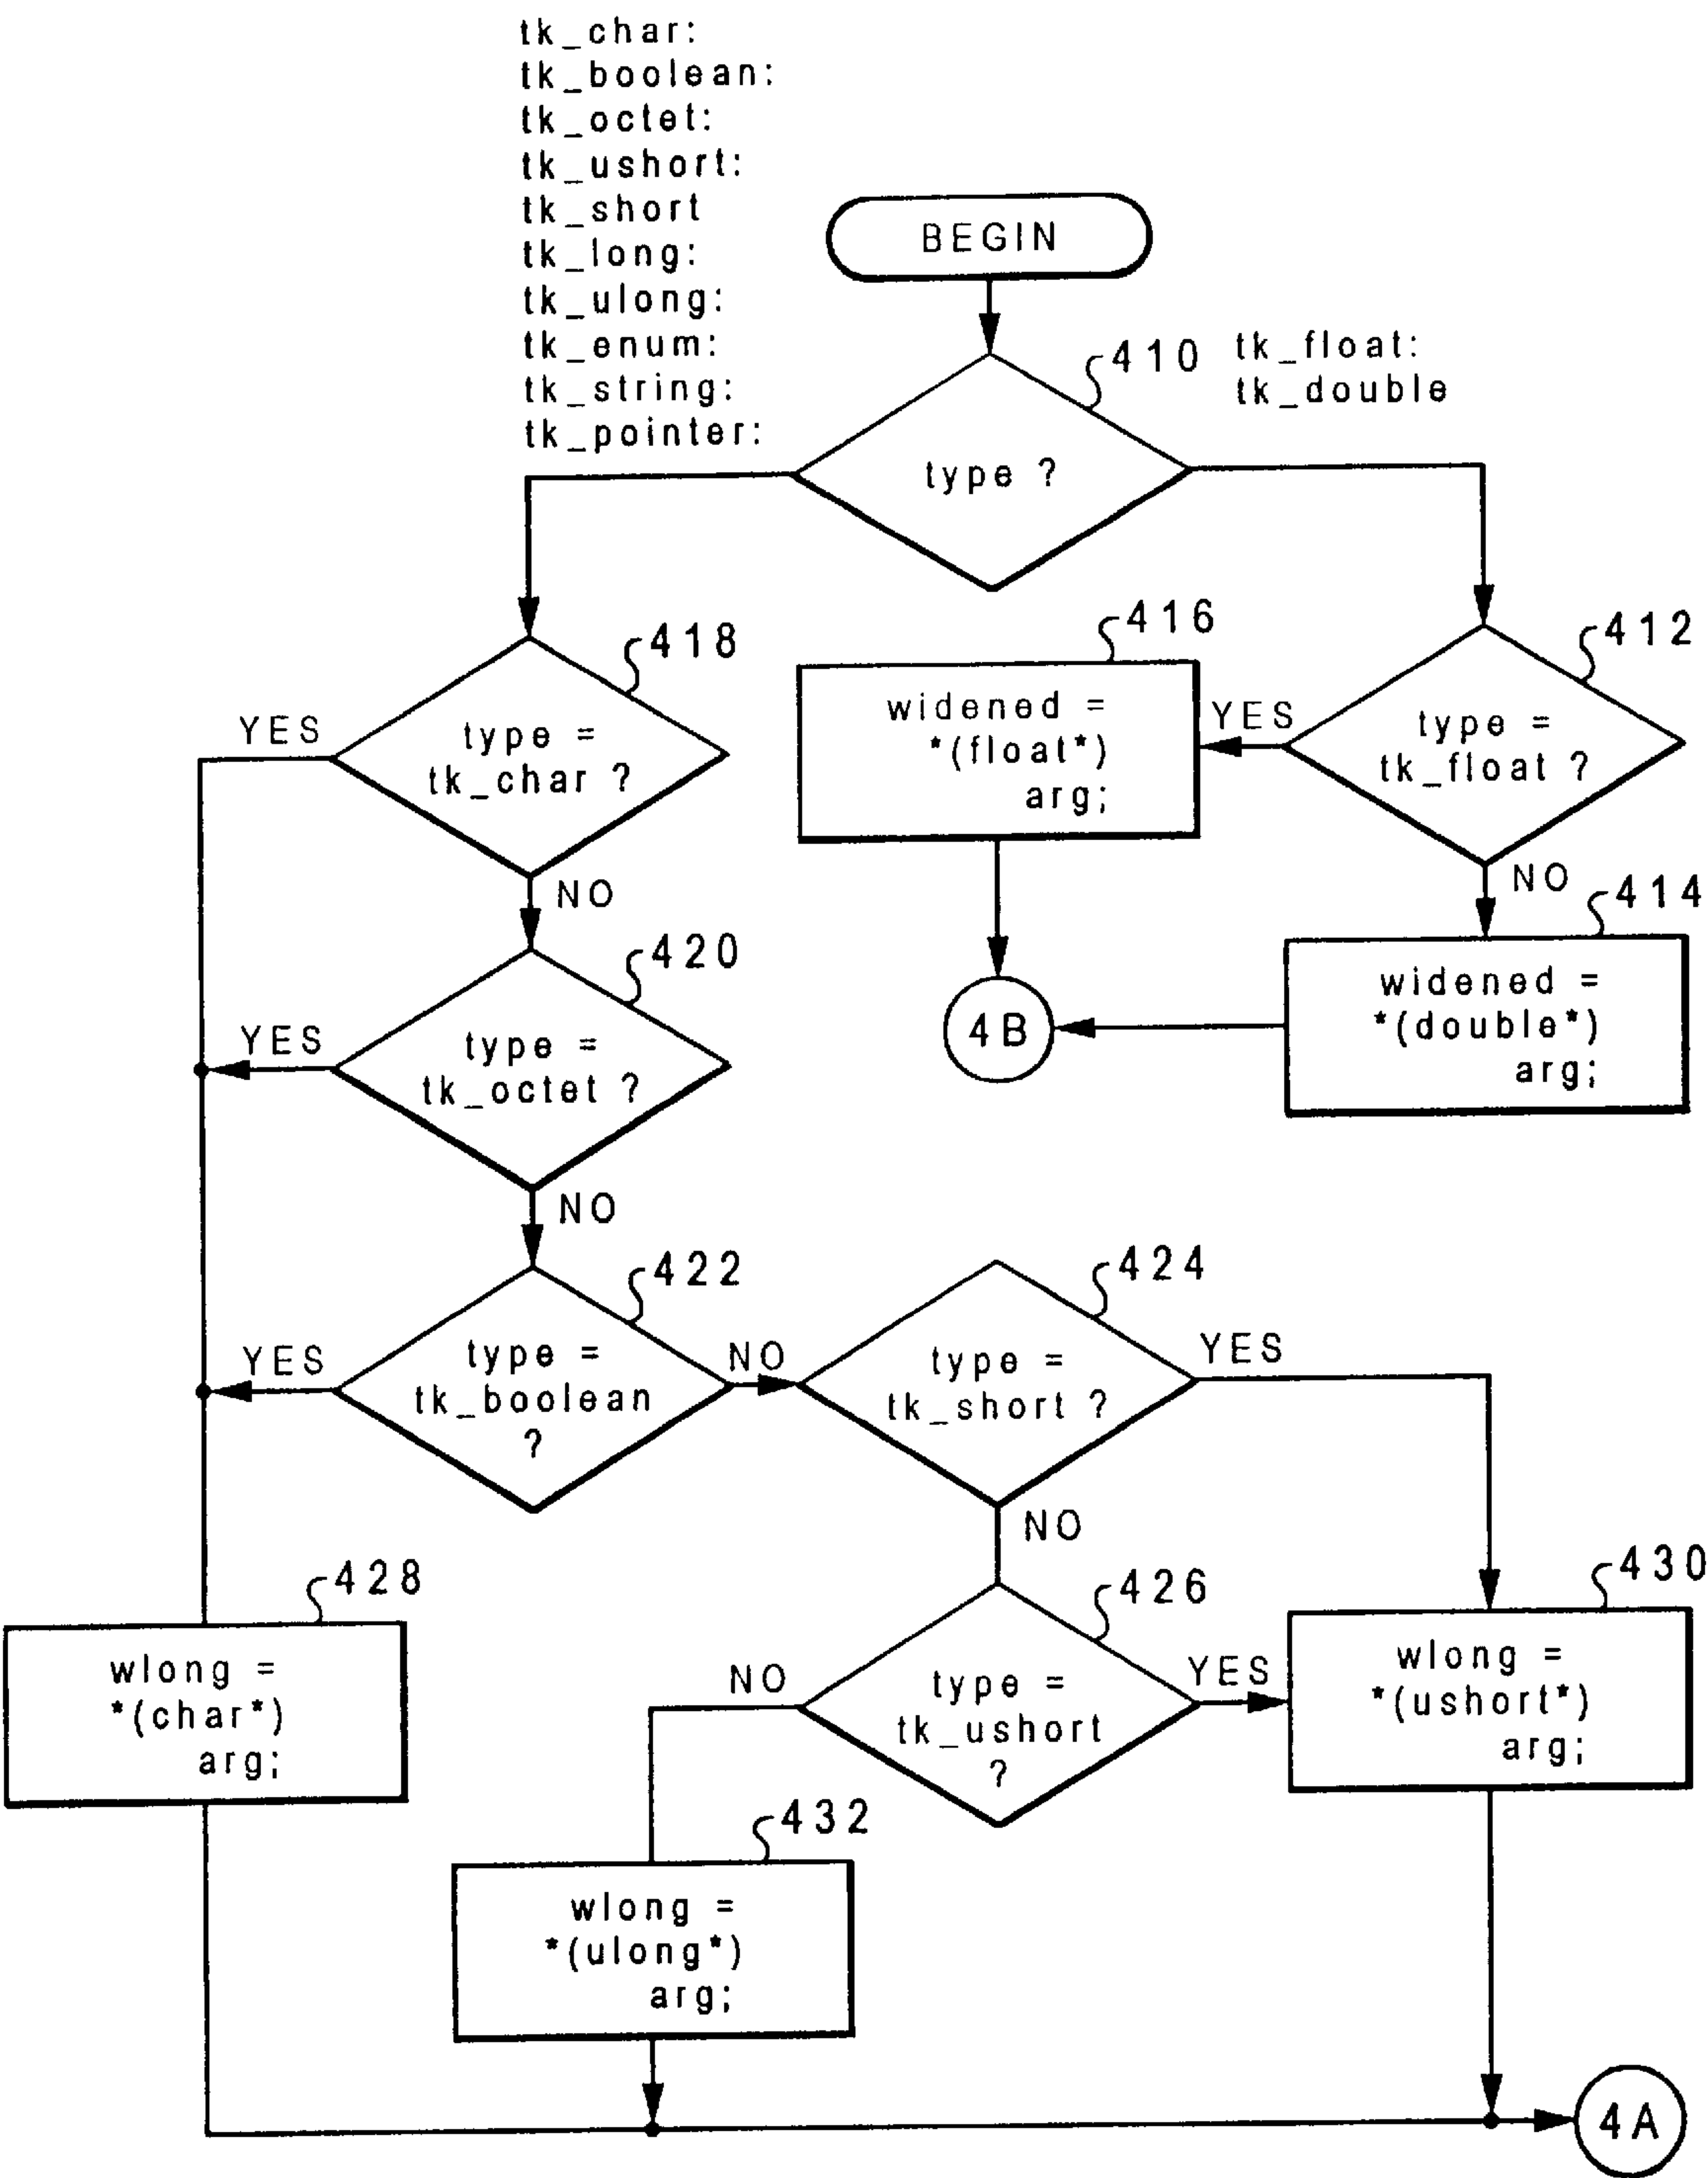 tk_char:
tk_boolean:
tk_octet:
tk_ushort:
tk_short
tk_long:
tk_ulong:
tk_enum:
tk_string:
tk_pointer:
BEGIN
410
tk_float:
tk_double
type ?
418
YES
type =
tk_char ?
NO
416
widened =
*(float*)
arg;
YES
412
type =
tk_float ?
NO
414
widened =
*(double*)
arg;
4B
420
YES
type =
tk_octet ?
NO
422
YES
type =
tk_boolean
?
NO
424
type =
tk_short ?
YES
NO
428
wlong =
*(char*)
arg;
426
NO
type =
tk_ushort
?
YES
430
wlong =
*(ushort*)
arg;
432
wlong =
*(ulong*)
arg;
4A